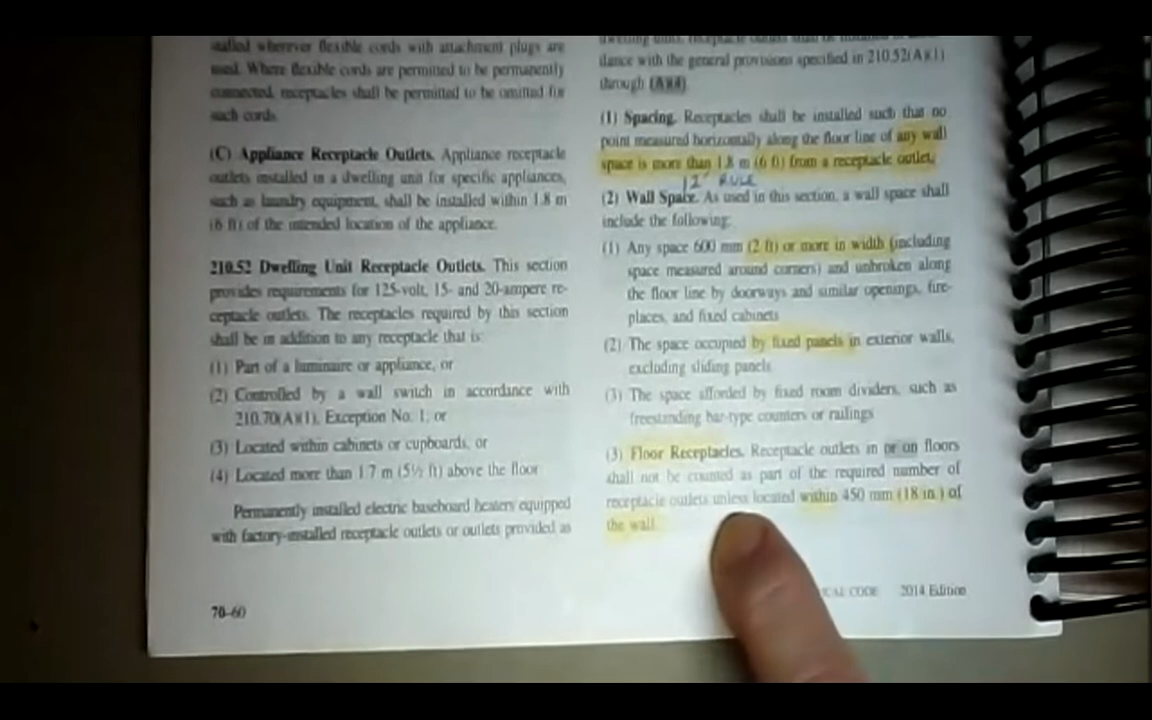 stalled wherever flexible cords with attachment plugs are
used. Where flexible cords are permitted to be permanently
connected, receptacles shall be permitted to be omitted for
such cords.
(C) Appliance Receptacle Outlets. Appliance receptacle
outlets installed in a dwelling unit for specific appliances,
such as laundry equipment, shall be installed within 1.8 m
(6 ft) of the intended location of the appliance.
210.52 Dwelling Unit Receptacle Outlets. This section
provides requirements for 125-volt, 15- and 20-ampere re-
ceptacle outlets. The receptacles required by this section
shall be in addition to any receptacle that is:
(1) Part of a luminaire or appliance, or
(2) Controlled by a wall switch in accordance with
210.70(A)(1), Exception No. 1, or
(3) Located within cabinets or cupboards, or
(4) Located more than 1.7 m (5½ ft) above the floor
Permanently installed electric baseboard heaters equipped
with factory-installed receptacle outlets or outlets provided as
70–60
dwelling units, receptacle outlets shall be installed in
dance with the general provisions specified in 210.52(A)(1)
through (A)(4).
(1) Spacing. Receptacles shall be installed such that no
point measured horizontally along the floor line of any wall
space is more than 1.8 m (6 ft) from a receptacle outlet.
12' RULE
(2) Wall Space. As used in this section, a wall space shall
include the following:
(1) Any space 600 mm (2 ft) or more in width (including
space measured around corners) and unbroken along
the floor line by doorways and similar openings, fire-
places, and fixed cabinets
(2) The space occupied by fixed panels in exterior walls,
excluding sliding panels
(3) The space afforded by fixed room dividers, such as
freestanding bar-type counters or railings
(3) Floor Receptacles. Receptacle outlets in or on floors
shall not be counted as part of the required number of
receptacle outlets unless located within 450 mm (18 in.) of
the wall.
CAL CODE 2014 Edition